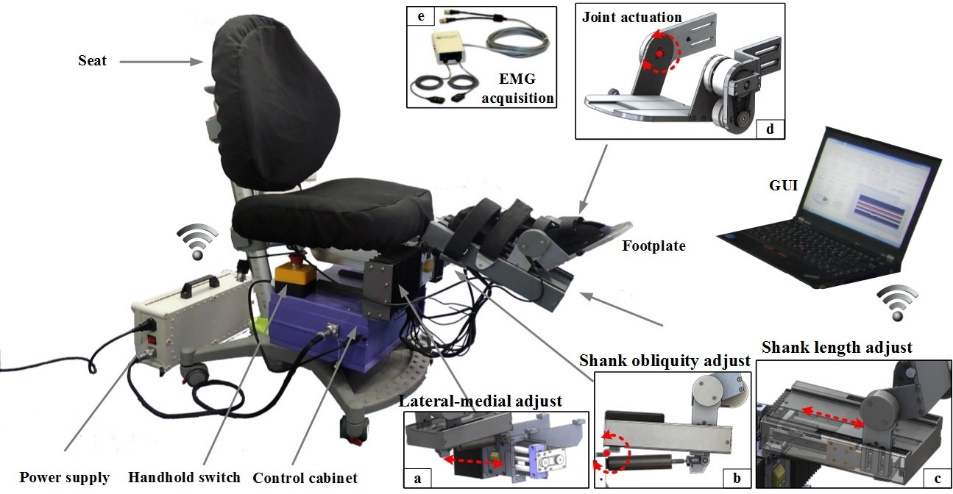 e
EMG
acquisition
Joint actuation
d
Seat
GUI
Footplate
Shank obliquity adjust
Shank length adjust
Lateral-medial adjust
a
b
c
Power supply
Handhold switch
Control cabinet